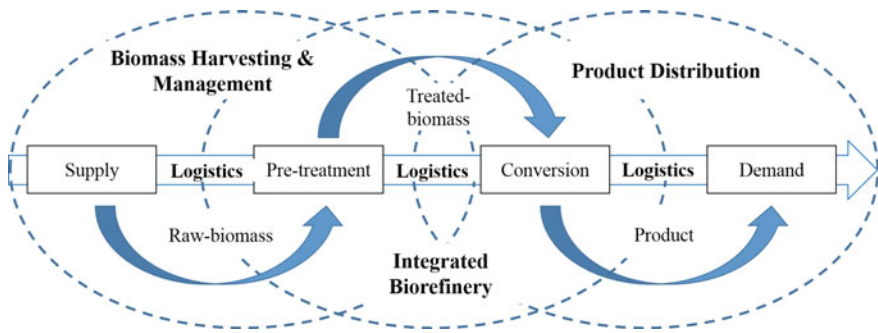 Biomass Harvesting &
Management
Product Distribution
Treated-
biomass
Supply
Logistics
Pre-treatment
Logistics
Conversion
Logistics
Demand
Raw-biomass
Product
Integrated
Biorefinery